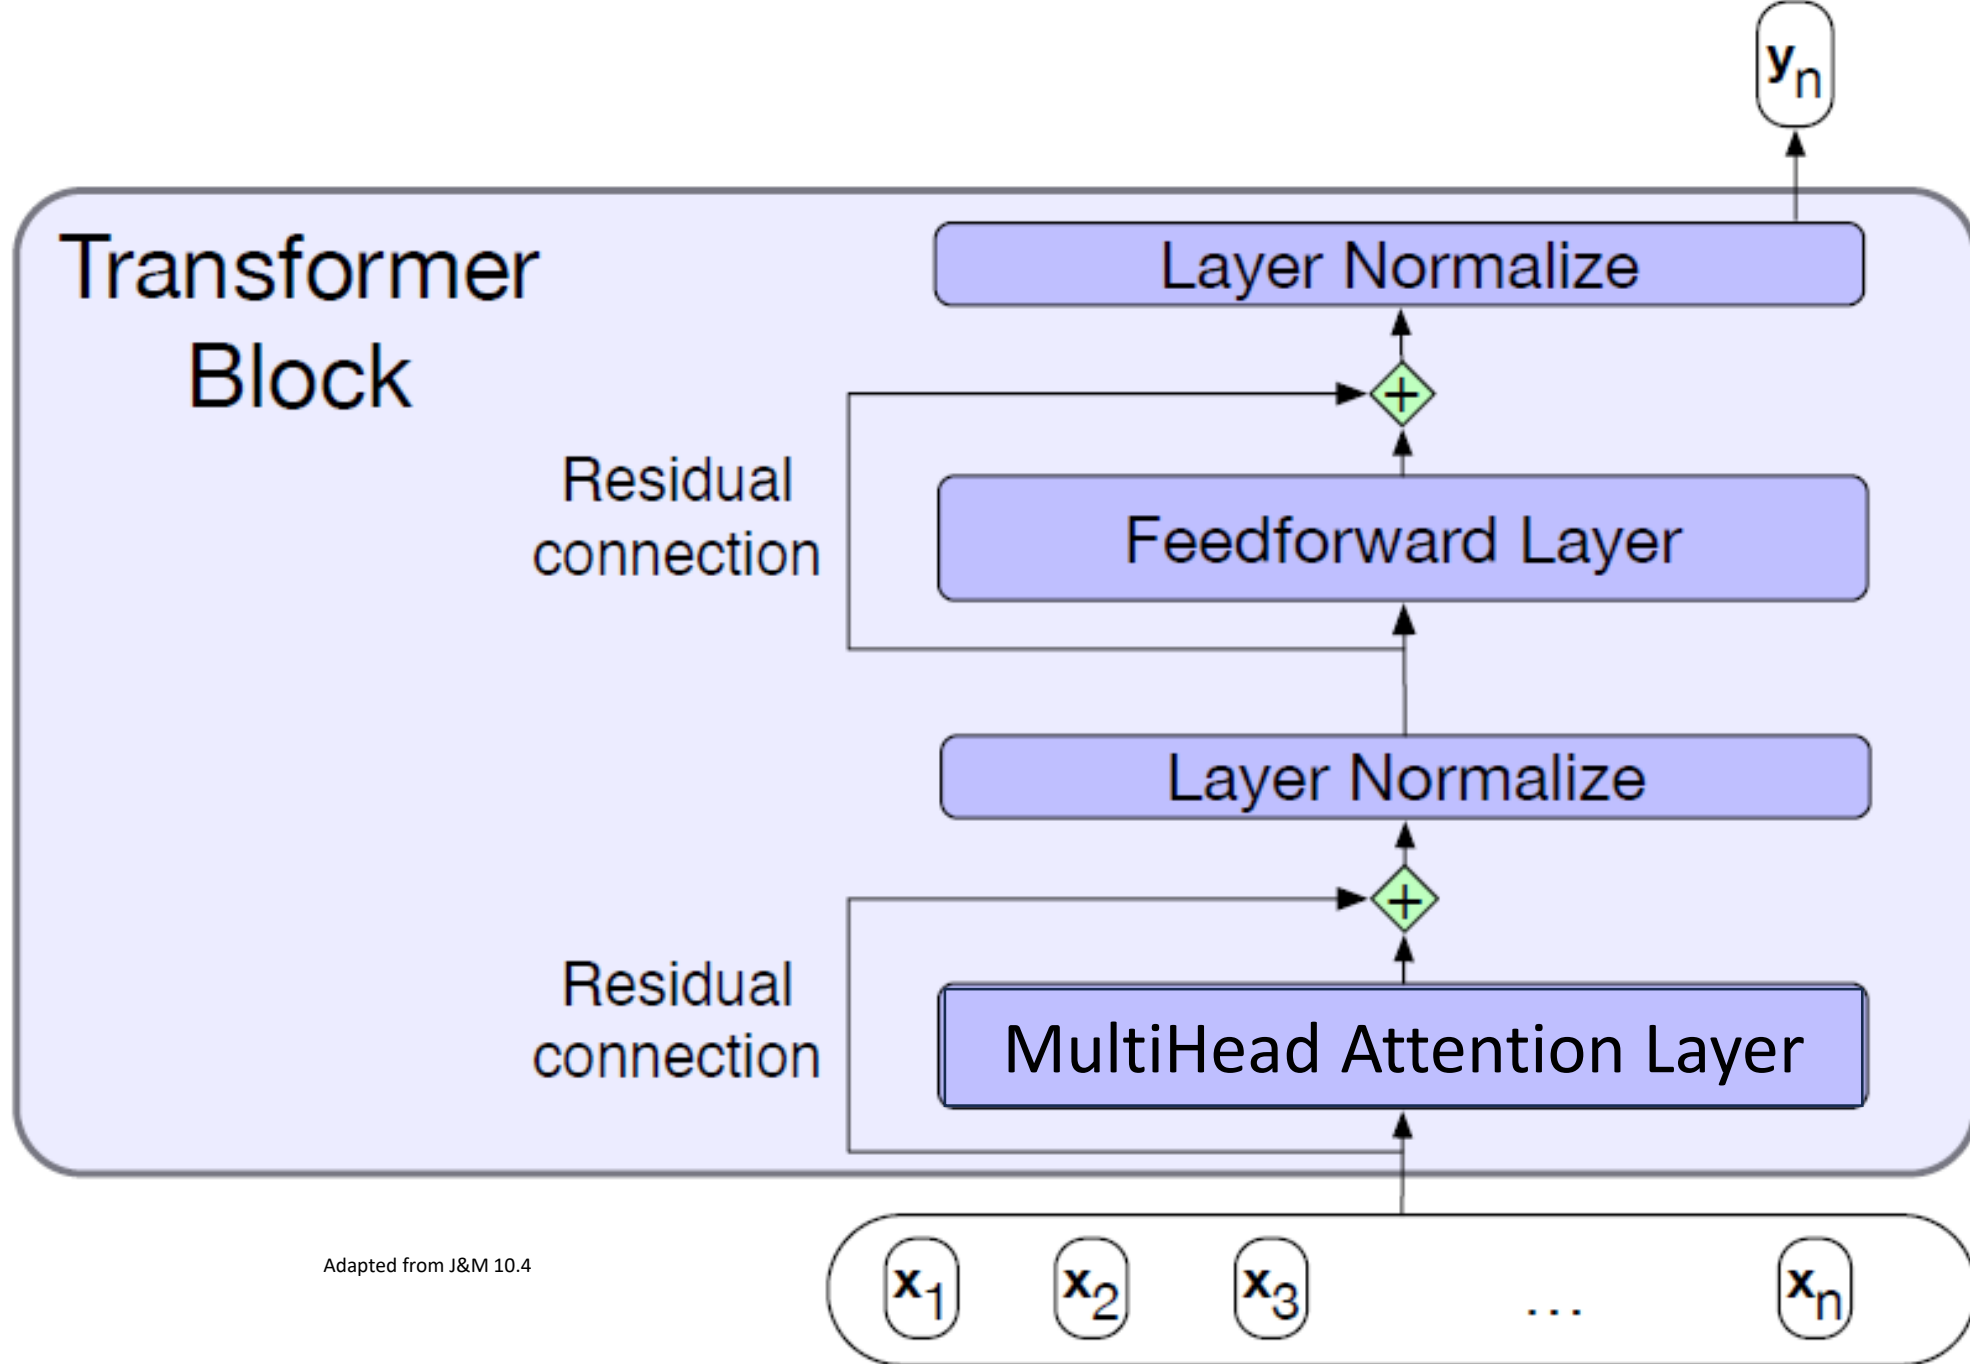 yn
Transformer
Block
Layer Normalize
+
Residual
connection
Feedforward Layer
Layer Normalize
+
Residual
connection
MultiHead Attention Layer
Adapted from J&M 10.4
x1 x2 x3 ... xn